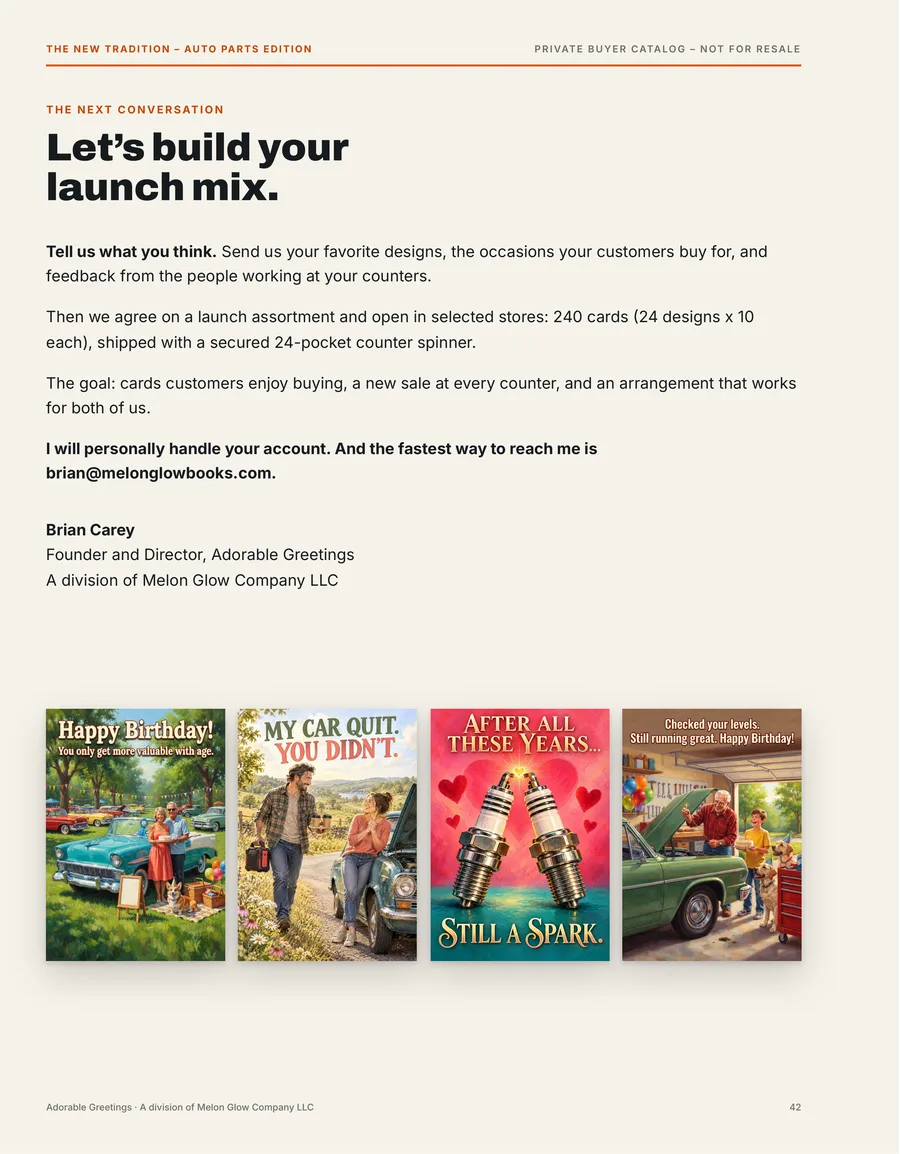 THE NEW TRADITION – AUTO PARTS EDITION
PRIVATE BUYER CATALOG – NOT FOR RESALE
THE NEXT CONVERSATION
Let’s build your
launch mix.
Tell us what you think. Send us your favorite designs, the occasions your customers buy for, and
feedback from the people working at your counters.
Then we agree on a launch assortment and open in selected stores: 240 cards (24 designs x 10
each), shipped with a secured 24-pocket counter spinner.
The goal: cards customers enjoy buying, a new sale at every counter, and an arrangement that works
for both of us.
I will personally handle your account. And the fastest way to reach me is
brian@melonglowbooks.com.
Brian Carey
Founder and Director, Adorable Greetings
A division of Melon Glow Company LLC
Happy Birthday!
You only get more valuable with age.
MY CAR QUIT.
YOU DIDN’T.
AFTER ALL
THESE YEARS...
STILL A SPARK.
Checked your levels.
Still running great. Happy Birthday!
Adorable Greetings · A division of Melon Glow Company LLC
42